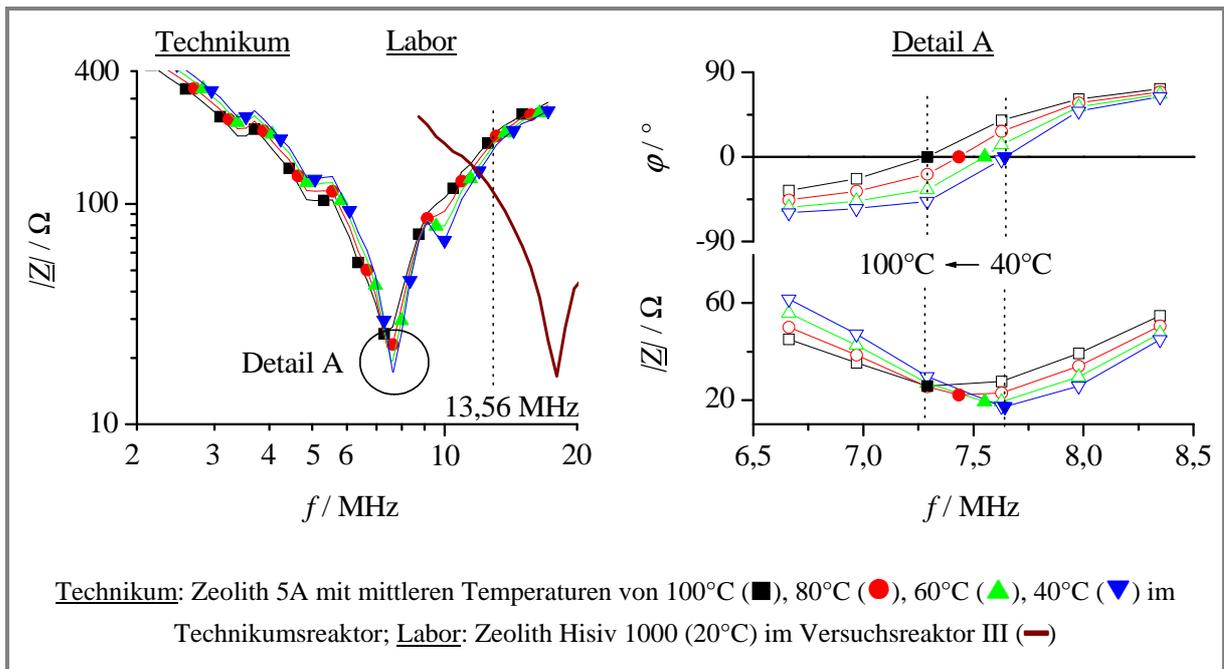 Technikum
Labor
400
100
10
|Z| / Ω
Detail A
13,56 MHz
2 3 4 5 6 10 20
f / MHz
Detail A
90
0
-90
φ / °
100°C ← 40°C
60
20
|Z| / Ω
6,5 7,0 7,5 8,0 8,5
f / MHz
Technikum: Zeolith 5A mit mittleren Temperaturen von 100°C (■), 80°C (●), 60°C (▲), 40°C (▼) im
Technikumsreaktor; Labor: Zeolith Hisiv 1000 (20°C) im Versuchsreaktor III (━)